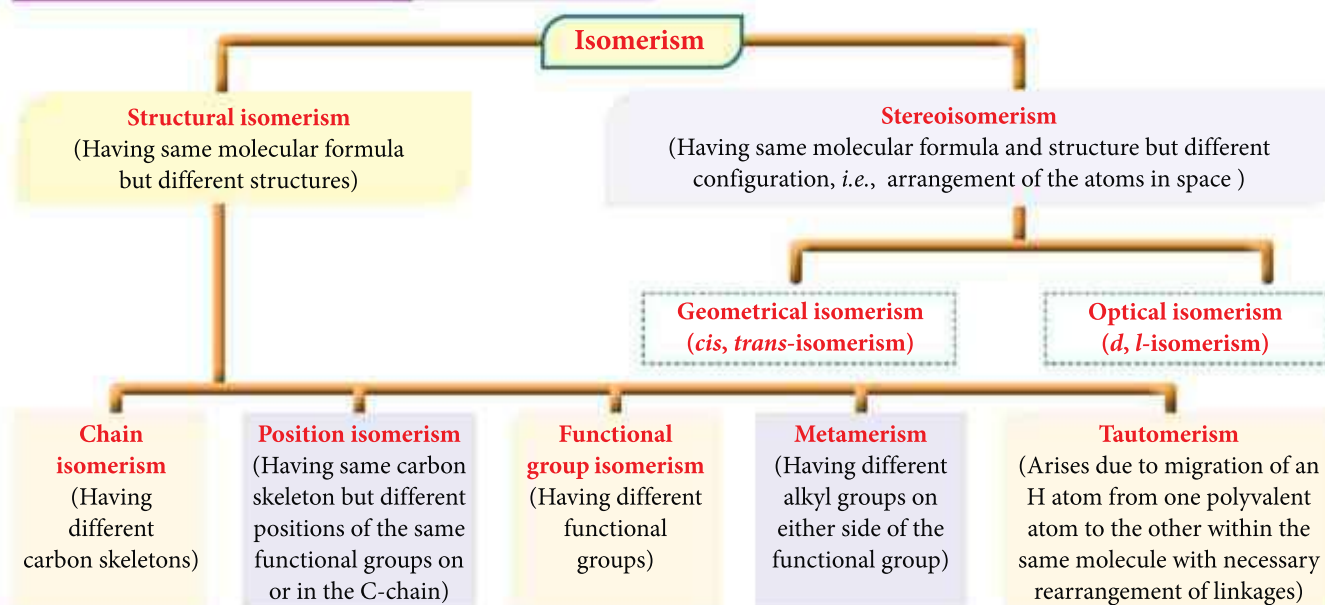 Isomerism
Structural isomerism
(Having same molecular formula
but different structures)
Stereoisomerism
(Having same molecular formula and structure but different
configuration, i.e., arrangement of the atoms in space )
Geometrical isomerism
(cis, trans-isomerism)
Optical isomerism
(d, l-isomerism)
Chain
isomerism
(Having
different
carbon skeletons)
Position isomerism
(Having same carbon
skeleton but different
positions of the same
functional groups on
or in the C-chain)
Functional
group isomerism
(Having different
functional
groups)
Metamerism
(Having different
alkyl groups on
either side of the
functional group)
Tautomerism
(Arises due to migration of an
H atom from one polyvalent
atom to the other within the
same molecule with necessary
rearrangement of linkages)